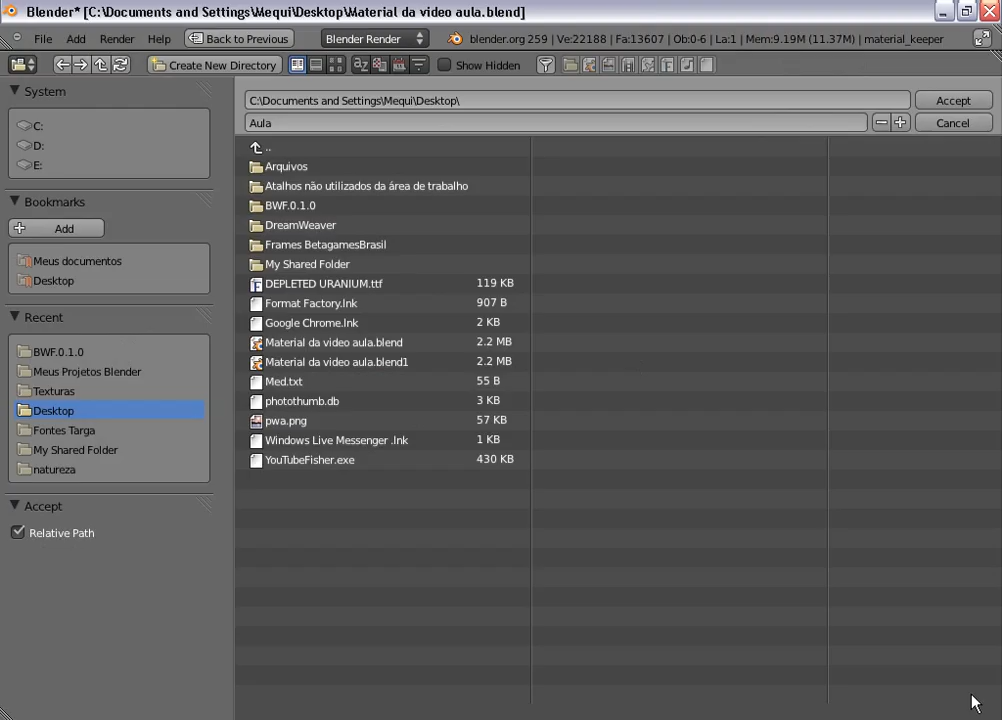 Blender* [C:\Documents and Settings\Mequi\Desktop\Material da video aula.blend]
File Add Render Help Back to Previous Blender Render blender.org 259 | Ve:22188 | Fa:13607 | Ob:0-6 | La:1 | Mem:9.19M (11.37M) | material_keeper
Create New Directory Show Hidden
System
C:
D:
E:
Bookmarks
Add
Meus documentos
Desktop
Recent
BWF.0.1.0
Meus Projetos Blender
Texturas
Desktop
Fontes Targa
My Shared Folder
natureza
Accept
Relative Path
C:\Documents and Settings\Mequi\Desktop\ Accept
Aula Cancel
..
Arquivos
Atalhos não utilizados da área de trabalho
BWF.0.1.0
DreamWeaver
Frames BetagamesBrasil
My Shared Folder
DEPLETED URANIUM.ttf 119 KB
Format Factory.lnk 907 B
Google Chrome.lnk 2 KB
Material da video aula.blend 2.2 MB
Material da video aula.blend1 2.2 MB
Med.txt 55 B
photothumb.db 3 KB
pwa.png 57 KB
Windows Live Messenger .lnk 1 KB
YouTubeFisher.exe 430 KB